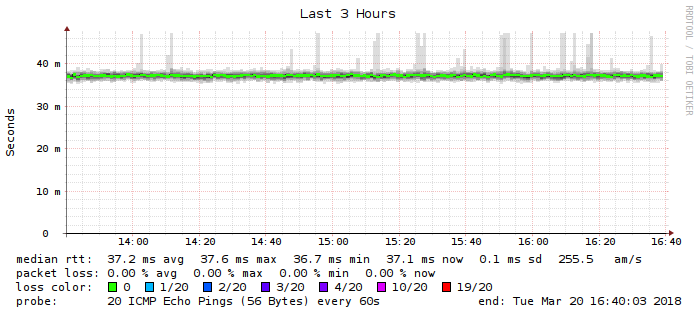 Last 3 Hours
RRDTOOL / TOBI OETIKER
Seconds
40 m
30 m
20 m
10 m
0
14:00 14:20 14:40 15:00 15:20 15:40 16:00 16:20 16:40
median rtt: 37.2 ms avg 37.6 ms max 36.7 ms min 37.1 ms now 0.1 ms sd 255.5 am/s
packet loss: 0.00 % avg 0.00 % max 0.00 % min 0.00 % now
loss color: 0 1/20 2/20 3/20 4/20 10/20 19/20
probe: 20 ICMP Echo Pings (56 Bytes) every 60s end: Tue Mar 20 16:40:03 2018